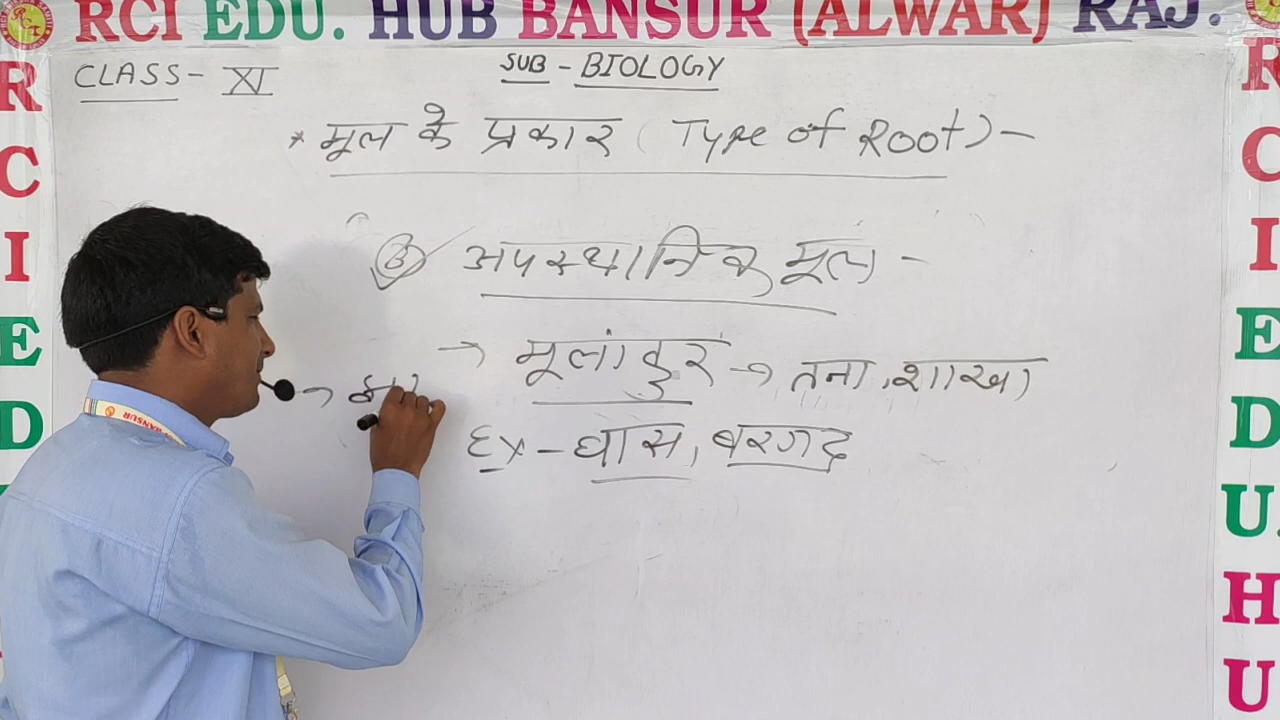 RCI EDU. HUB BANSUR (ALWAR) RAJ.
CLASS - XI
SUB - BIOLOGY
* मूल के प्रकार ( Type of Root) -
③ अपस्थानिक मूल -
→ मूलांकुर → तना, शाखा
Ex - घास, बरगद
BANSUR
R
C
I
E
D
R
C
I
E
D
U.
H
U